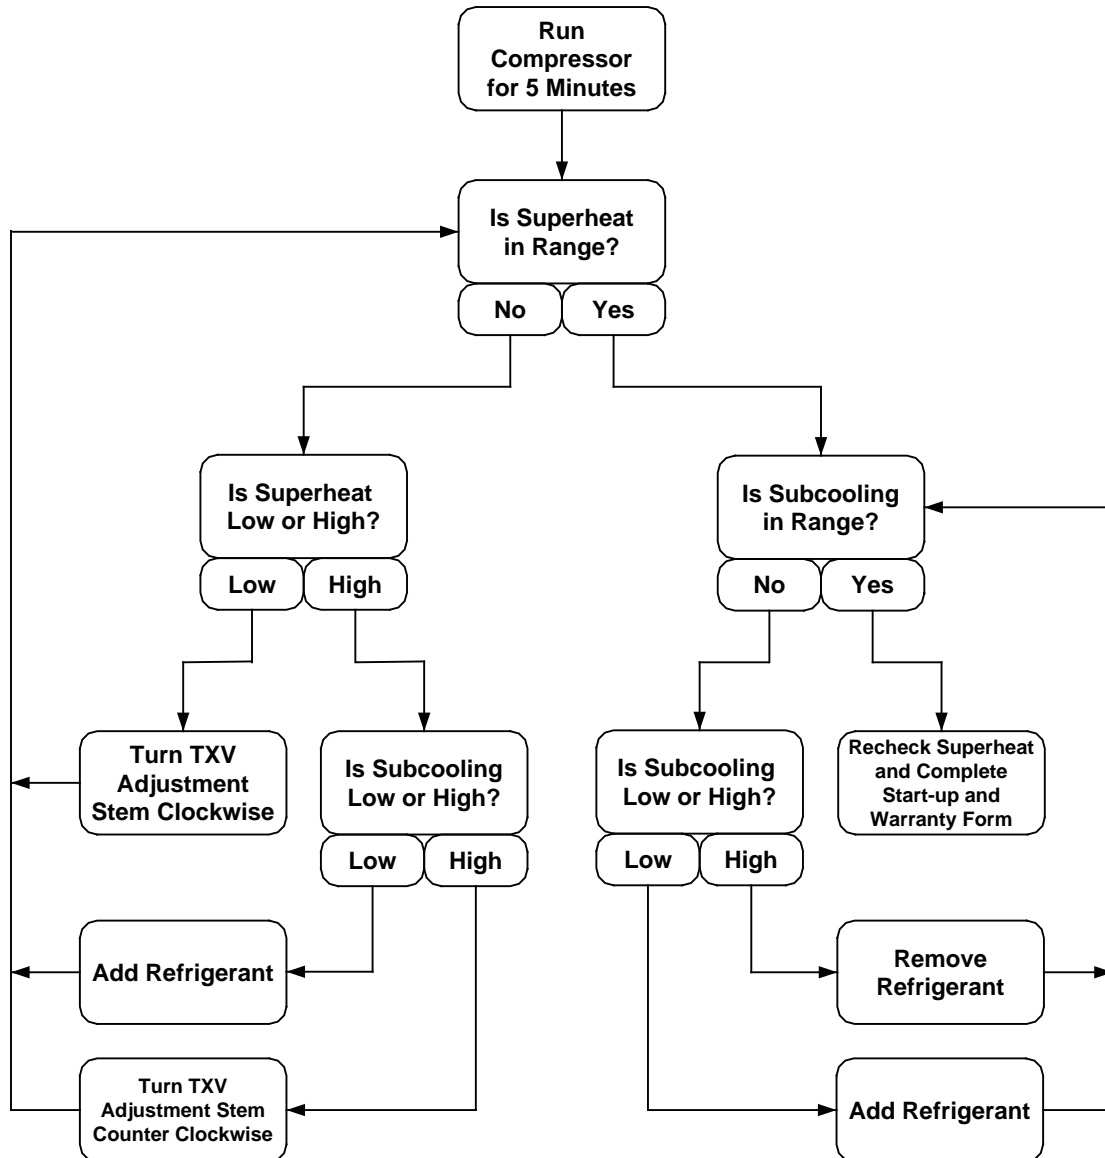 Run
Compressor
for 5 Minutes
Is Superheat
in Range?
No
Yes
Is Superheat
Low or High?
Low
High
Is Subcooling
in Range?
No
Yes
Turn TXV
Adjustment
Stem Clockwise
Is Subcooling
Low or High?
Low
High
Is Subcooling
Low or High?
Low
High
Recheck Superheat
and Complete
Start-up and
Warranty Form
Add Refrigerant
Remove
Refrigerant
Turn TXV
Adjustment Stem
Counter Clockwise
Add Refrigerant